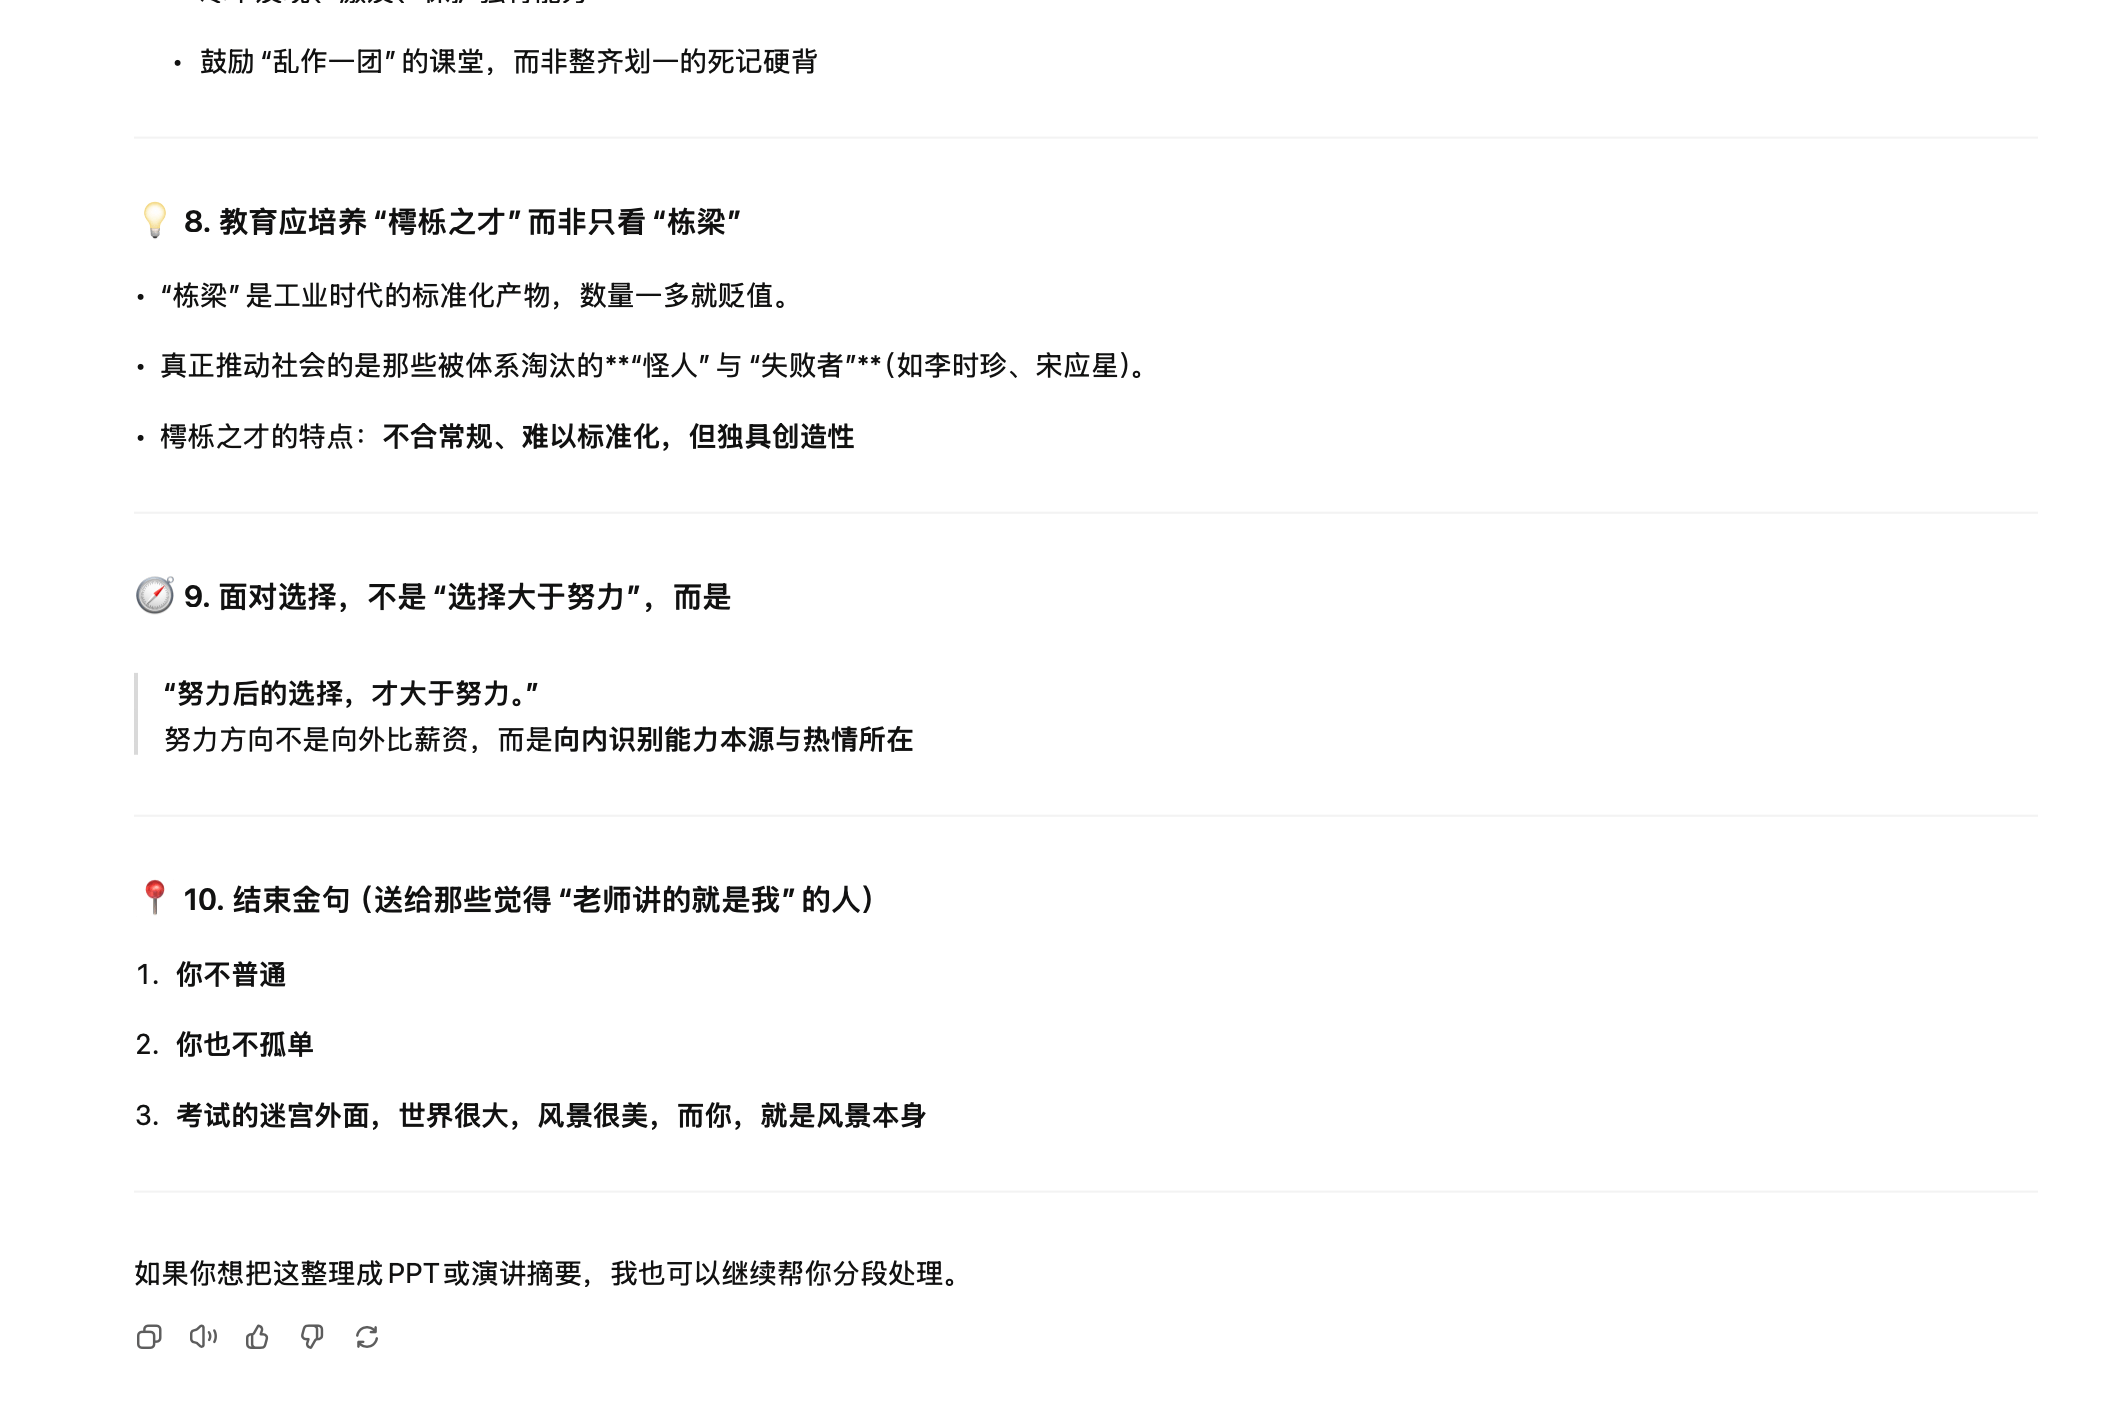 • 鼓励 “乱作一团” 的课堂，而非整齐划一的死记硬背
💡 8. 教育应培养 “樗栎之才” 而非只看 “栋梁”
• “栋梁” 是工业时代的标准化产物，数量一多就贬值。
• 真正推动社会的是那些被体系淘汰的**“怪人” 与 “失败者”**（如李时珍、宋应星）。
• 樗栎之才的特点：不合常规、难以标准化，但独具创造性
🧭 9. 面对选择，不是 “选择大于努力”，而是
“努力后的选择，才大于努力。”
努力方向不是向外比薪资，而是向内识别能力本源与热情所在
📍 10. 结束金句（送给那些觉得 “老师讲的就是我” 的人）
1. 你不普通
2. 你也不孤单
3. 考试的迷宫外面，世界很大，风景很美，而你，就是风景本身
如果你想把这整理成PPT或演讲摘要，我也可以继续帮你分段处理。